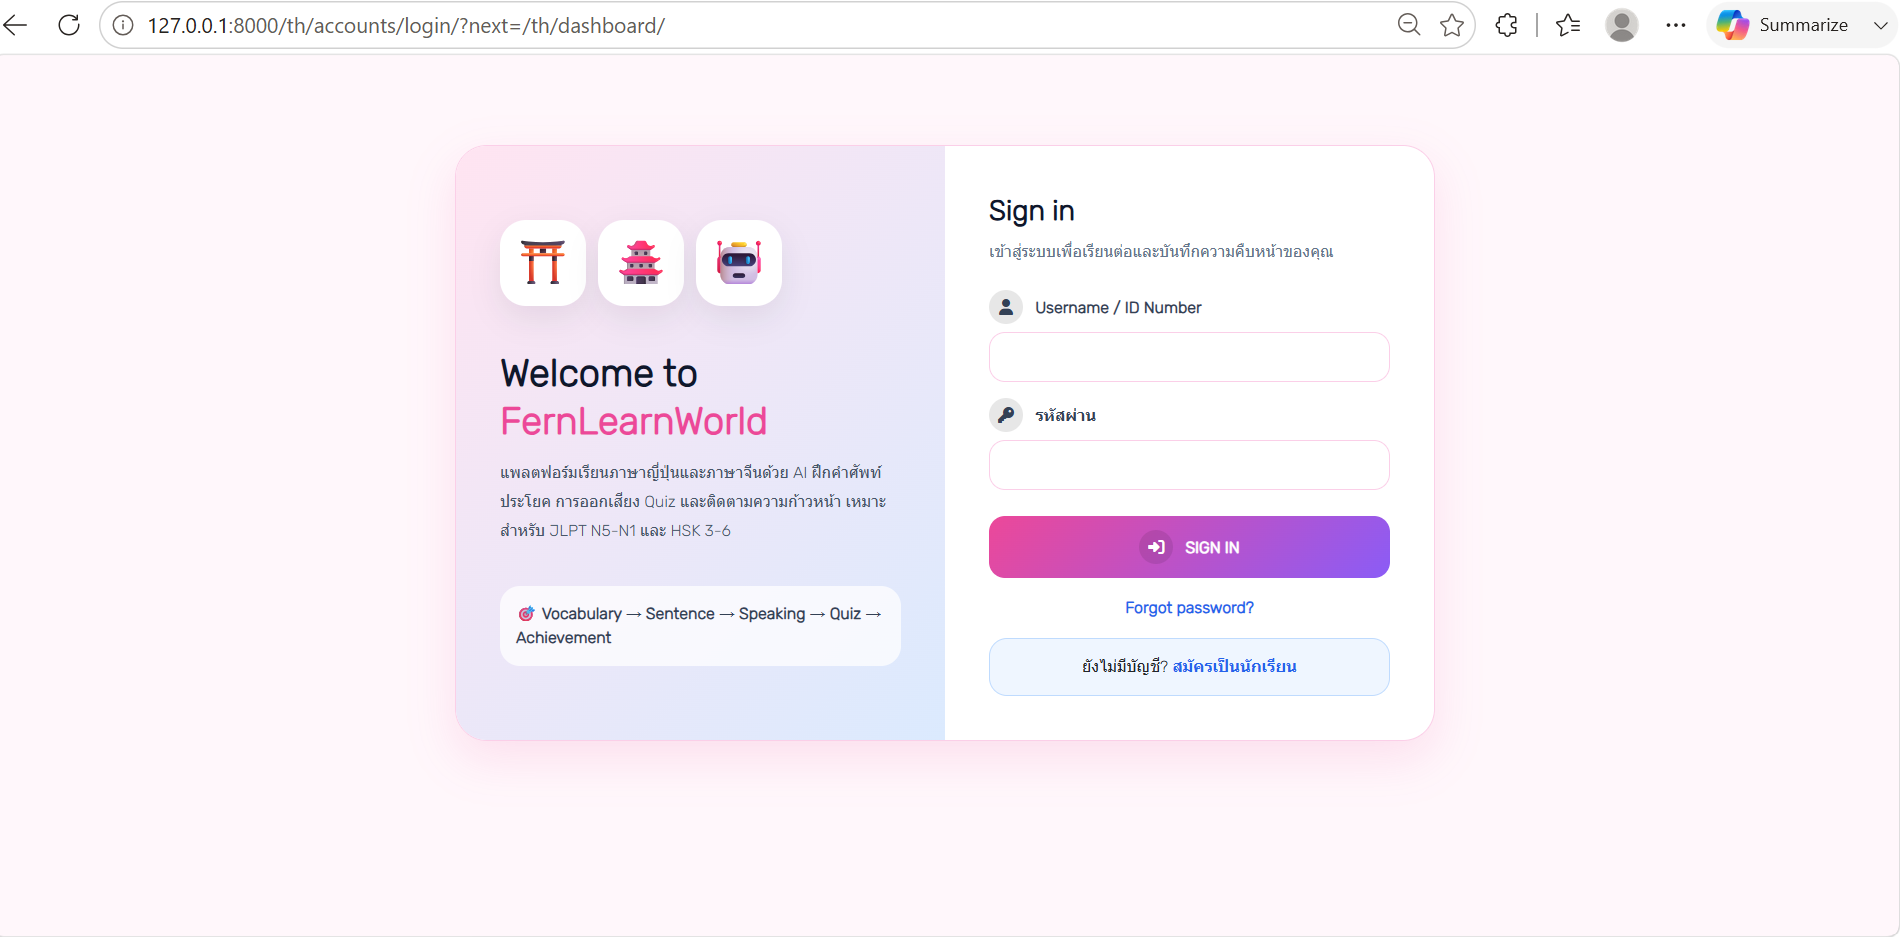 127.0.0.1:8000/th/accounts/login/?next=/th/dashboard/
Summarize
Welcome to
FernLearnWorld
แพลตฟอร์มเรียนภาษาญี่ปุ่นและภาษาจีนด้วย AI ฝึกคำศัพท์
ประโยค การออกเสียง Quiz และติดตามความก้าวหน้า เหมาะ
สำหรับ JLPT N5-N1 และ HSK 3-6
Vocabulary → Sentence → Speaking → Quiz →
Achievement
Sign in
เข้าสู่ระบบเพื่อเรียนต่อและบันทึกความคืบหน้าของคุณ
Username / ID Number
รหัสผ่าน
SIGN IN
Forgot password?
ยังไม่มีบัญชี? สมัครเป็นนักเรียน